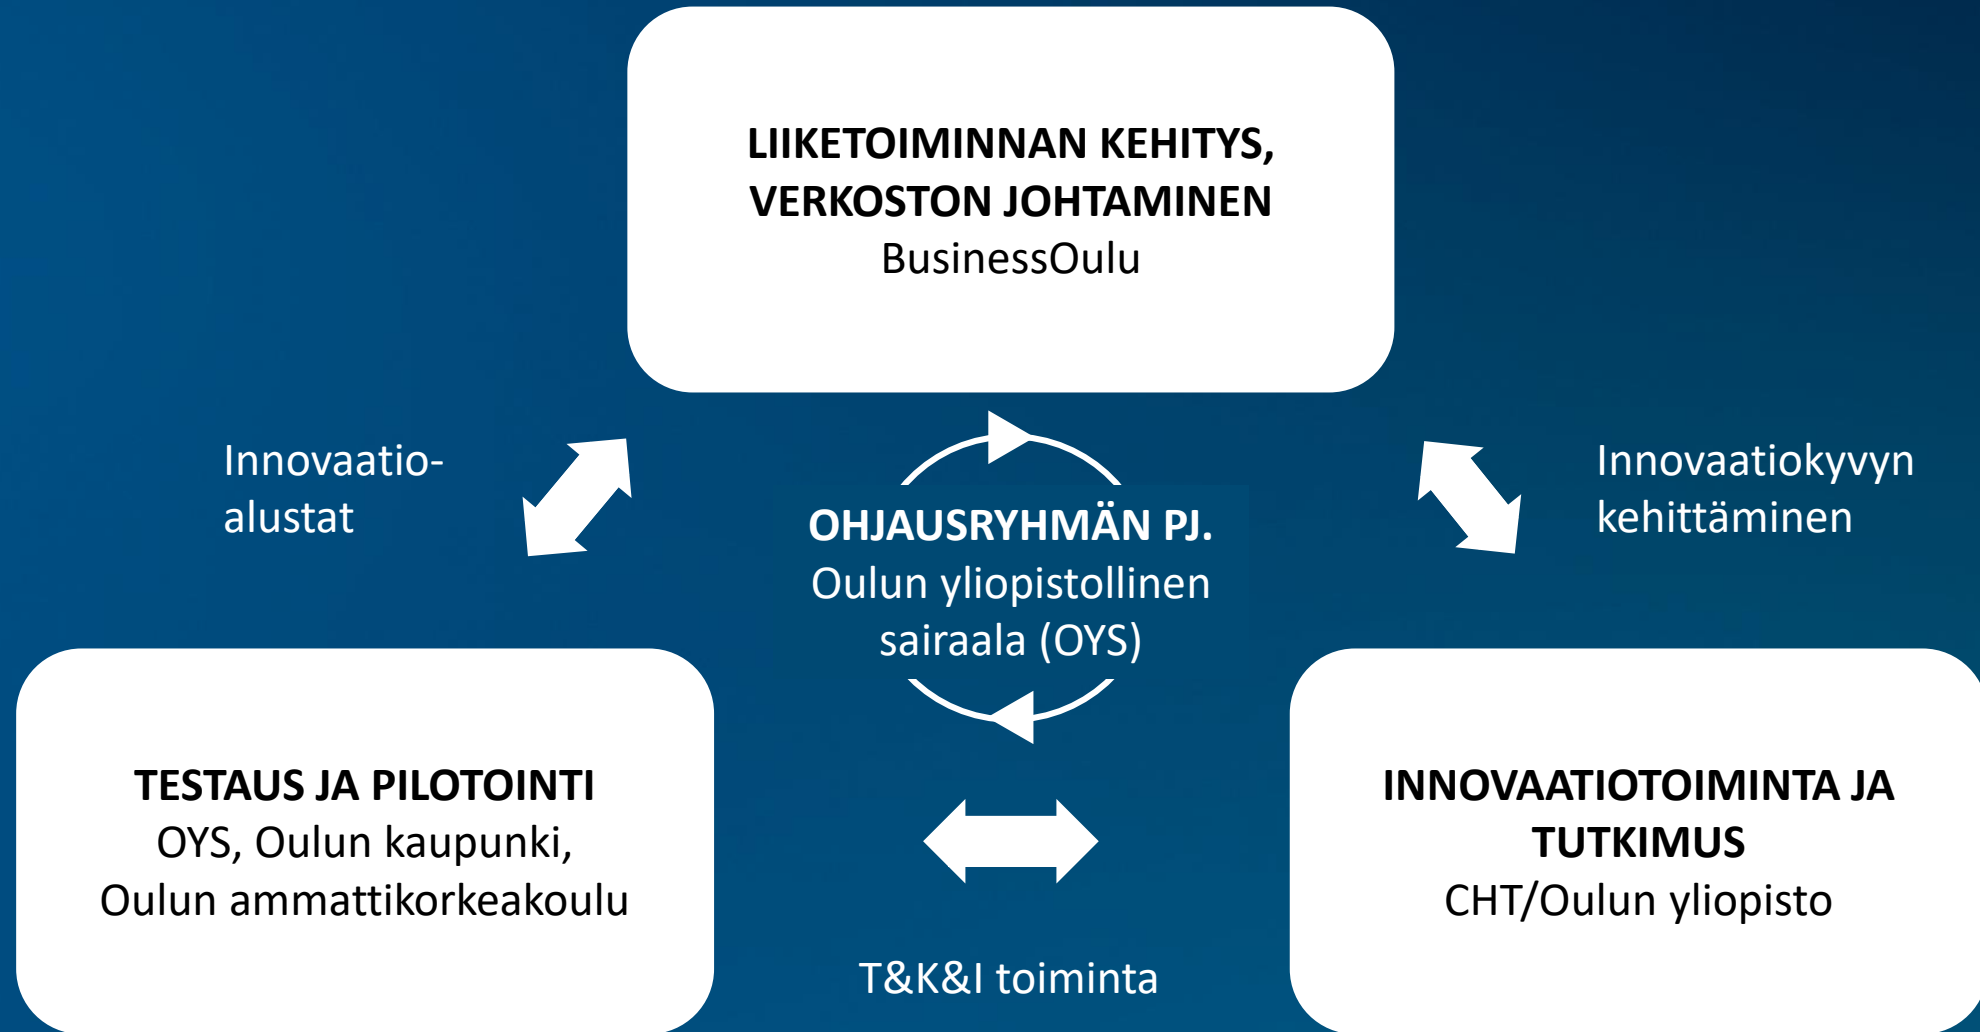 LIIKETOIMINNAN KEHITYS,
VERKOSTON JOHTAMINEN
BusinessOulu
Innovaatio-
alustat
OHJAUSRYHMÄN PJ.
Oulun yliopistollinen
sairaala (OYS)
Innovaatiokyvyn
kehittäminen
TESTAUS JA PILOTOINTI
OYS, Oulun kaupunki,
Oulun ammattikorkeakoulu
T&K&I toiminta
INNOVAATIOTOIMINTA JA
TUTKIMUS
CHT/Oulun yliopisto